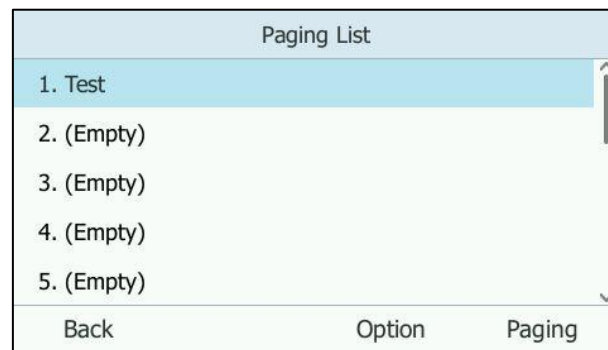 Paging List
1. Test
2. (Empty)
3. (Empty)
4. (Empty)
5. (Empty)
Back Option Paging